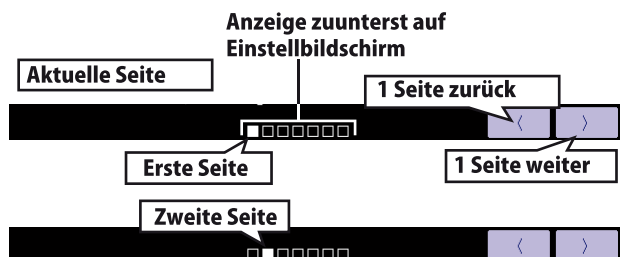 Anzeige zuunterst auf
Einstellbildschirm
Aktuelle Seite
1 Seite zurück
Erste Seite
1 Seite weiter
Zweite Seite